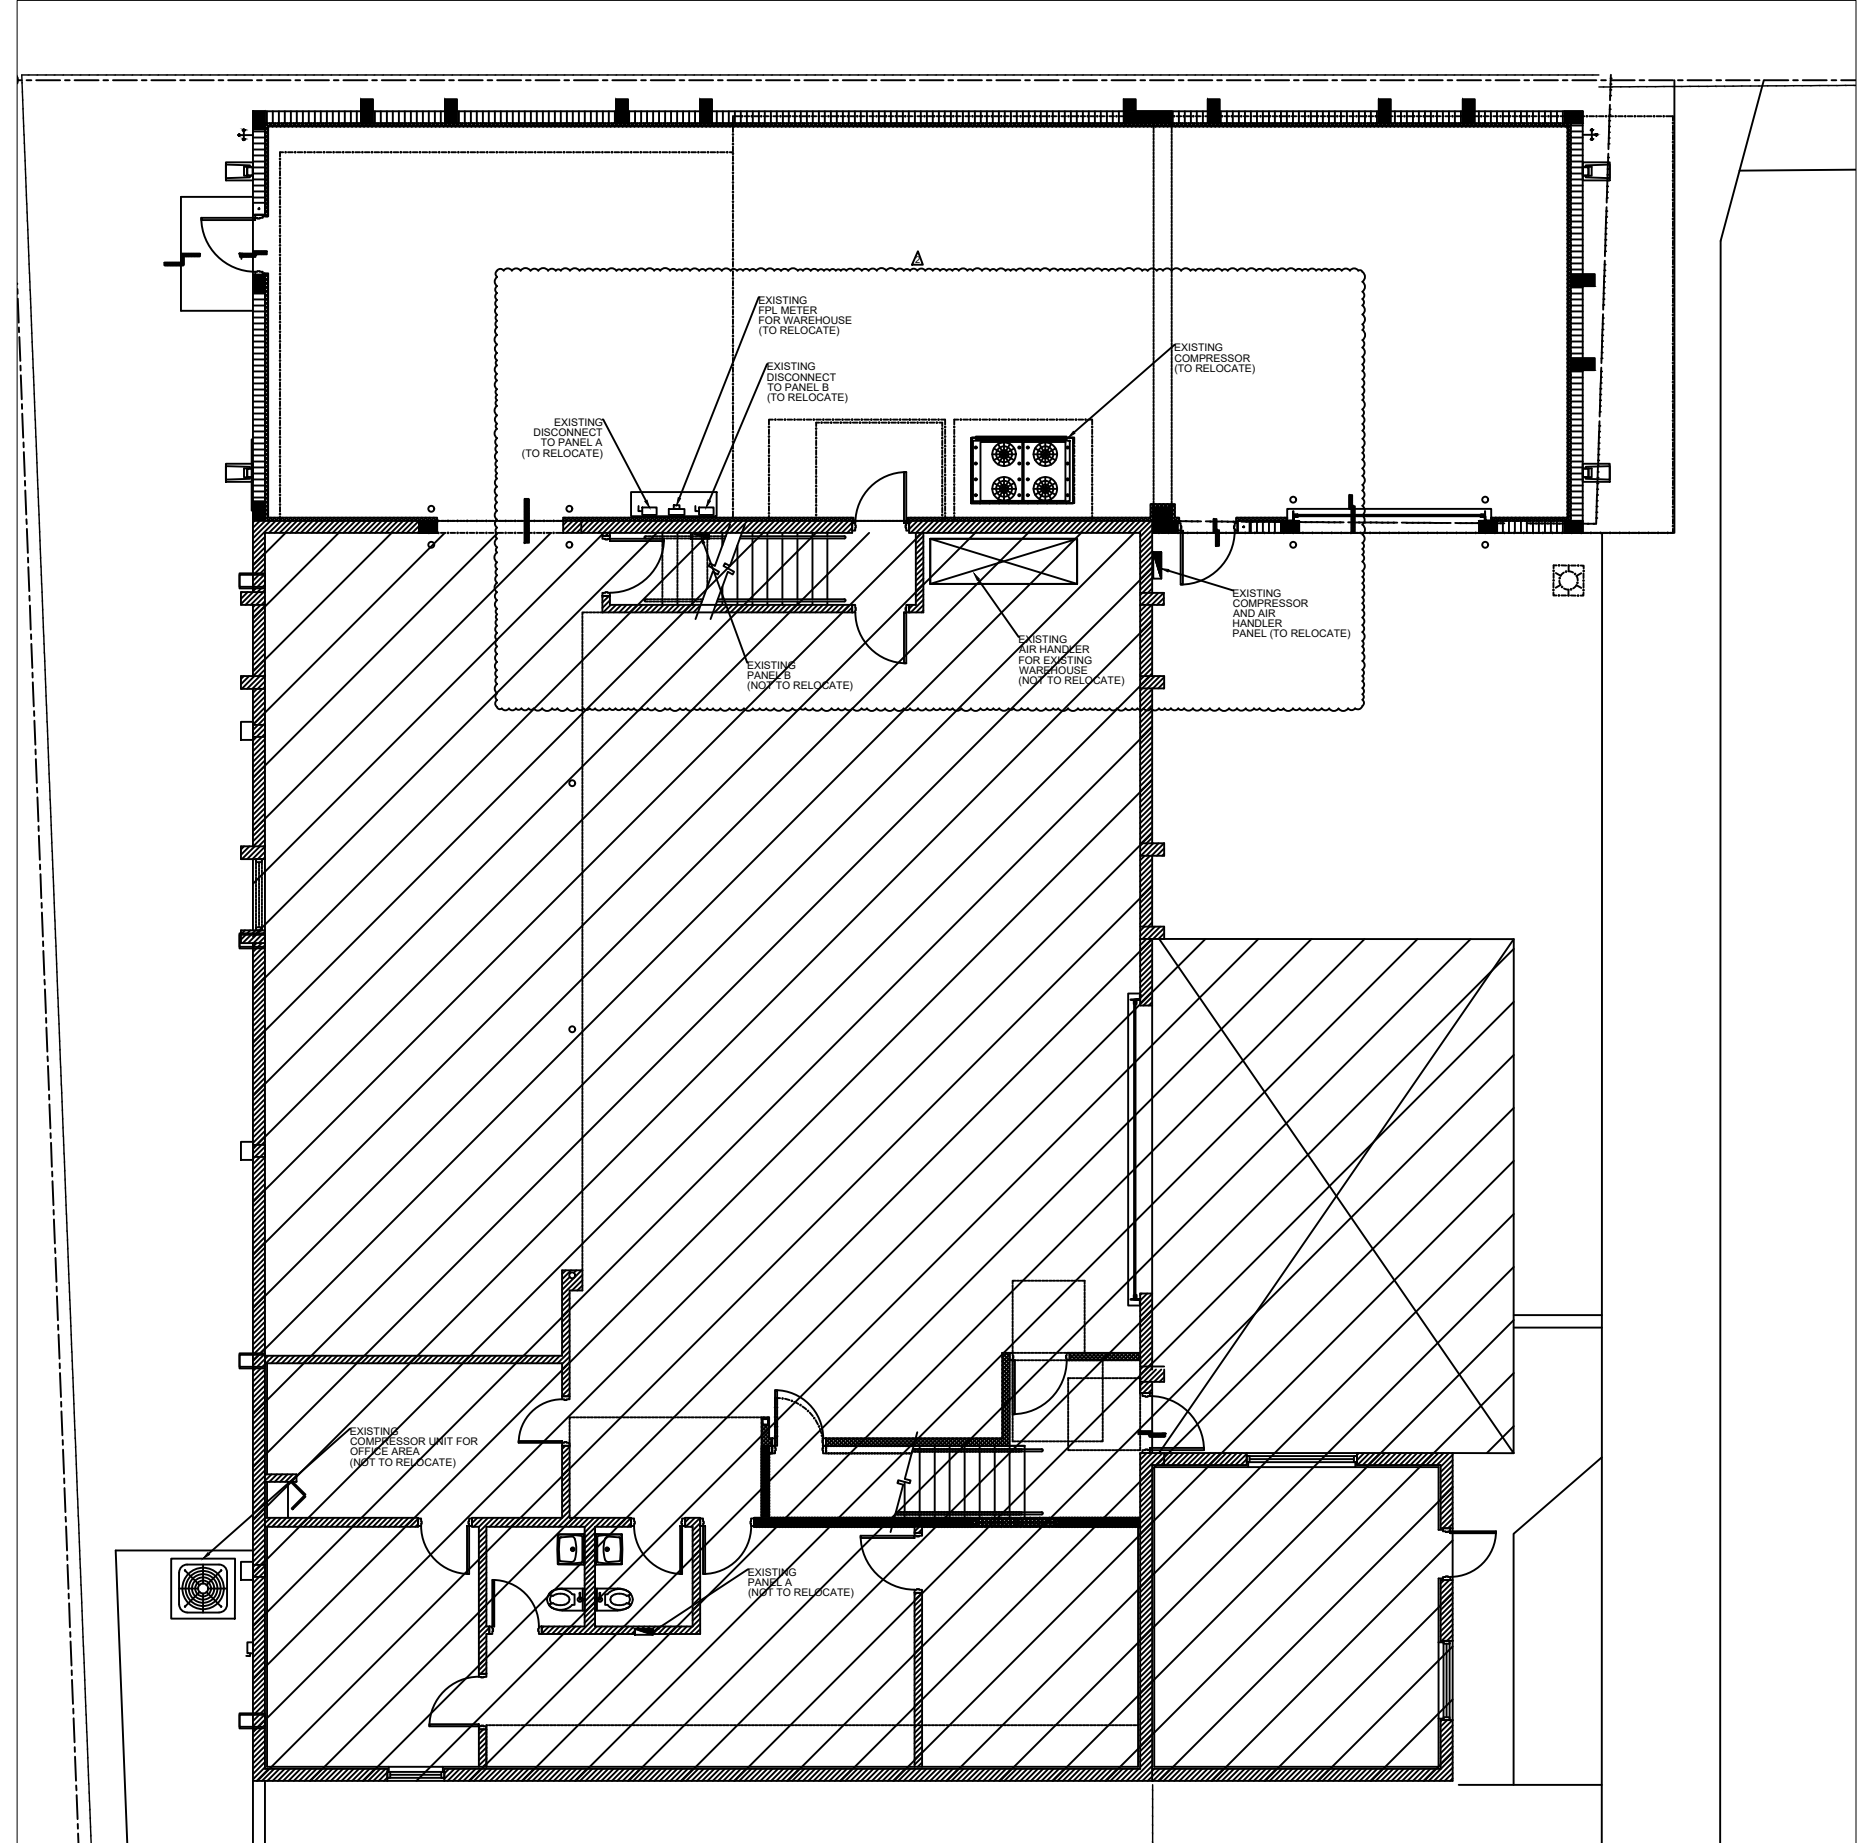 EXISTING
FPL METER
FOR WAREHOUSE
(TO RELOCATE)
EXISTING
DISCONNECT
TO PANEL B
(TO RELOCATE)
EXISTING
COMPRESSOR
(TO RELOCATE)
EXISTING
DISCONNECT
TO PANEL A
(TO RELOCATE)
EXISTING
COMPRESSOR
AND AIR
HANDLER
PANEL (TO RELOCATE)
EXISTING
AIR HANDLER
FOR EXISTING
WAREHOUSE
(NOT TO RELOCATE)
EXISTING
PANEL B
(NOT TO RELOCATE)
EXISTING
COMPRESSOR UNIT FOR
OFFICE AREA
(NOT TO RELOCATE)
EXISTING
PANEL A
(NOT TO RELOCATE)